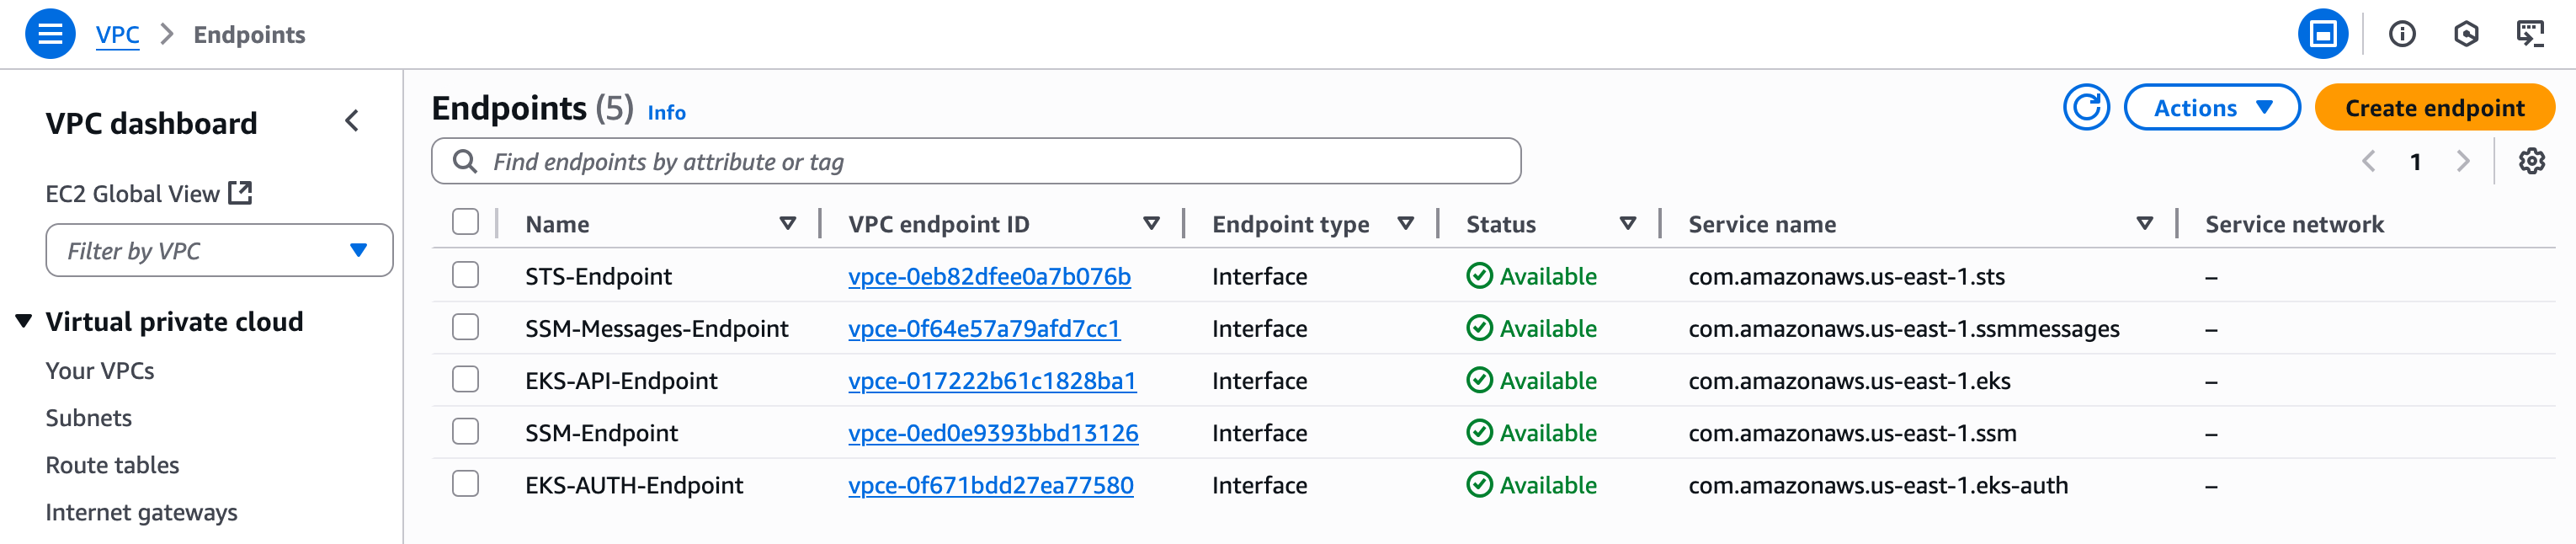 VPC > Endpoints
VPC dashboard
EC2 Global View
Filter by VPC
Virtual private cloud
Your VPCs
Subnets
Route tables
Internet gateways
Endpoints (5) Info
Actions
Create endpoint
Find endpoints by attribute or tag
1
Name VPC endpoint ID Endpoint type Status Service name Service network
STS-Endpoint vpce-0eb82dfee0a7b076b Interface Available com.amazonaws.us-east-1.sts –
SSM-Messages-Endpoint vpce-0f64e57a79afd7cc1 Interface Available com.amazonaws.us-east-1.ssmmessages –
EKS-API-Endpoint vpce-017222b61c1828ba1 Interface Available com.amazonaws.us-east-1.eks –
SSM-Endpoint vpce-0ed0e9393bbd13126 Interface Available com.amazonaws.us-east-1.ssm –
EKS-AUTH-Endpoint vpce-0f671bdd27ea77580 Interface Available com.amazonaws.us-east-1.eks-auth –